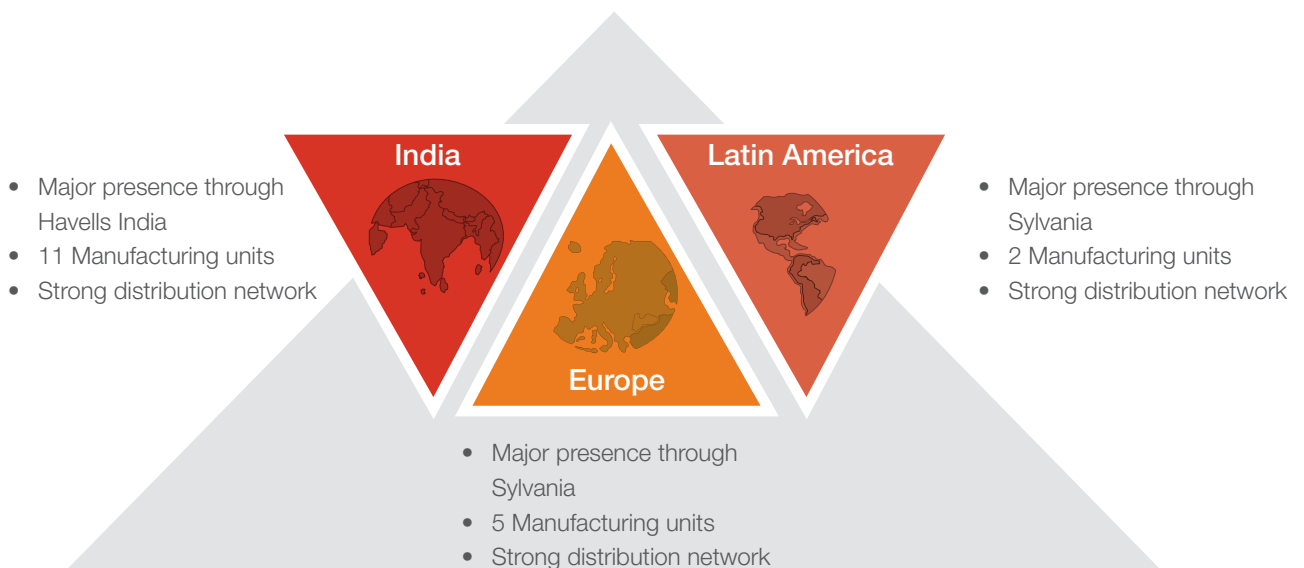 India
• Major presence through
Havells India
• 11 Manufacturing units
• Strong distribution network
Europe
• Major presence through
Sylvania
• 5 Manufacturing units
• Strong distribution network
Latin America
• Major presence through
Sylvania
• 2 Manufacturing units
• Strong distribution network